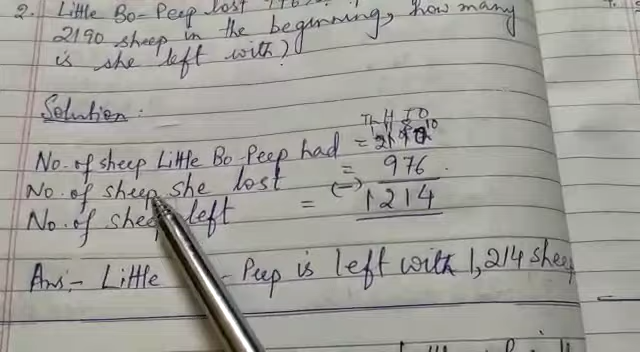 2. Little Bo-Peep lost 976
2190 sheep in the beginning, how many
is she left with?
Solution:
Th H T O
No. of sheep Little Bo-Peep had = 2190
No. of sheep she lost = 976
No. of sheep left = (-) 1214
Ans:- Little - Peep is left with 1,214 sheep